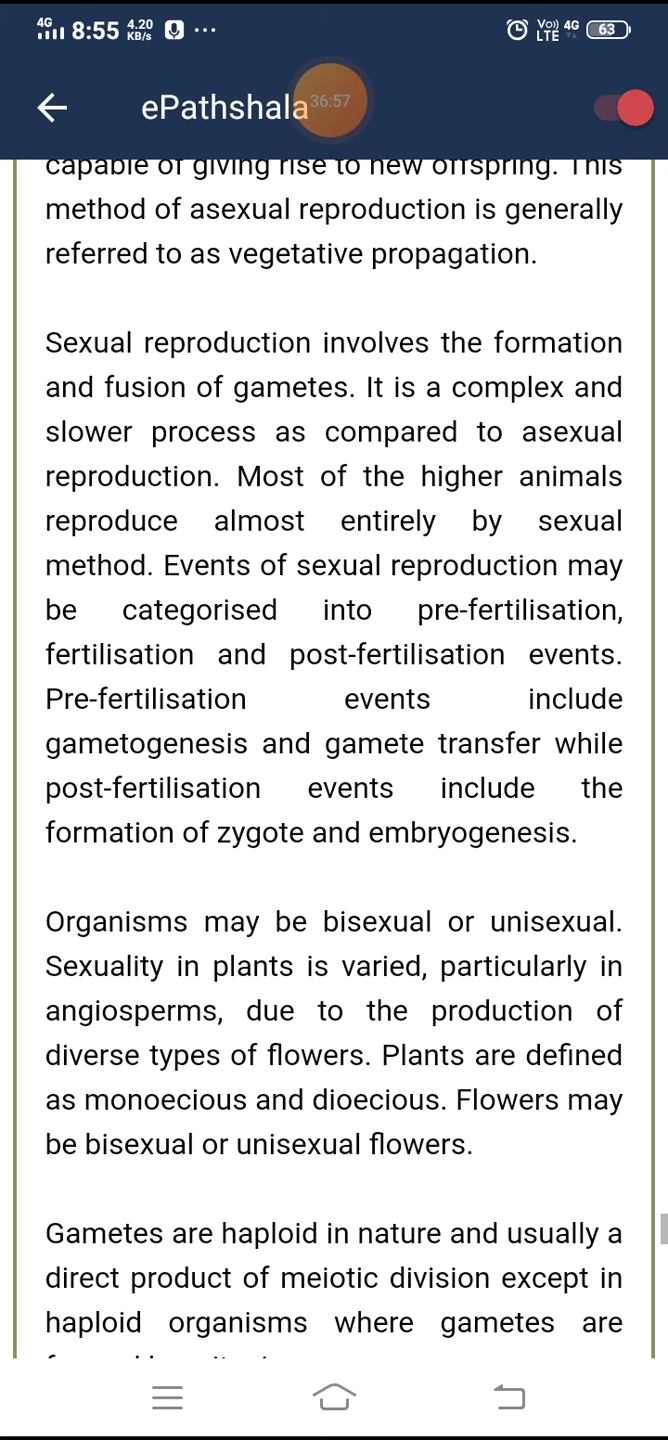 4G 8:55 4.20 KB/s ... Vo)) LTE 4G 63
ePathshala 36:57
capable of giving rise to new offspring. This
method of asexual reproduction is generally
referred to as vegetative propagation.
Sexual reproduction involves the formation
and fusion of gametes. It is a complex and
slower process as compared to asexual
reproduction. Most of the higher animals
reproduce almost entirely by sexual
method. Events of sexual reproduction may
be categorised into pre-fertilisation,
fertilisation and post-fertilisation events.
Pre-fertilisation events include
gametogenesis and gamete transfer while
post-fertilisation events include the
formation of zygote and embryogenesis.
Organisms may be bisexual or unisexual.
Sexuality in plants is varied, particularly in
angiosperms, due to the production of
diverse types of flowers. Plants are defined
as monoecious and dioecious. Flowers may
be bisexual or unisexual flowers.
Gametes are haploid in nature and usually a
direct product of meiotic division except in
haploid organisms where gametes are